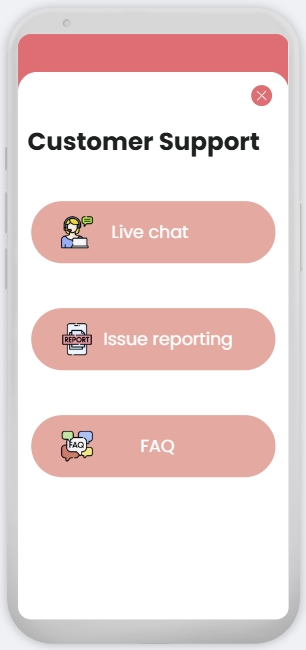 Customer Support
Live chat
REPORT
Issue reporting
FAQ
FAQ